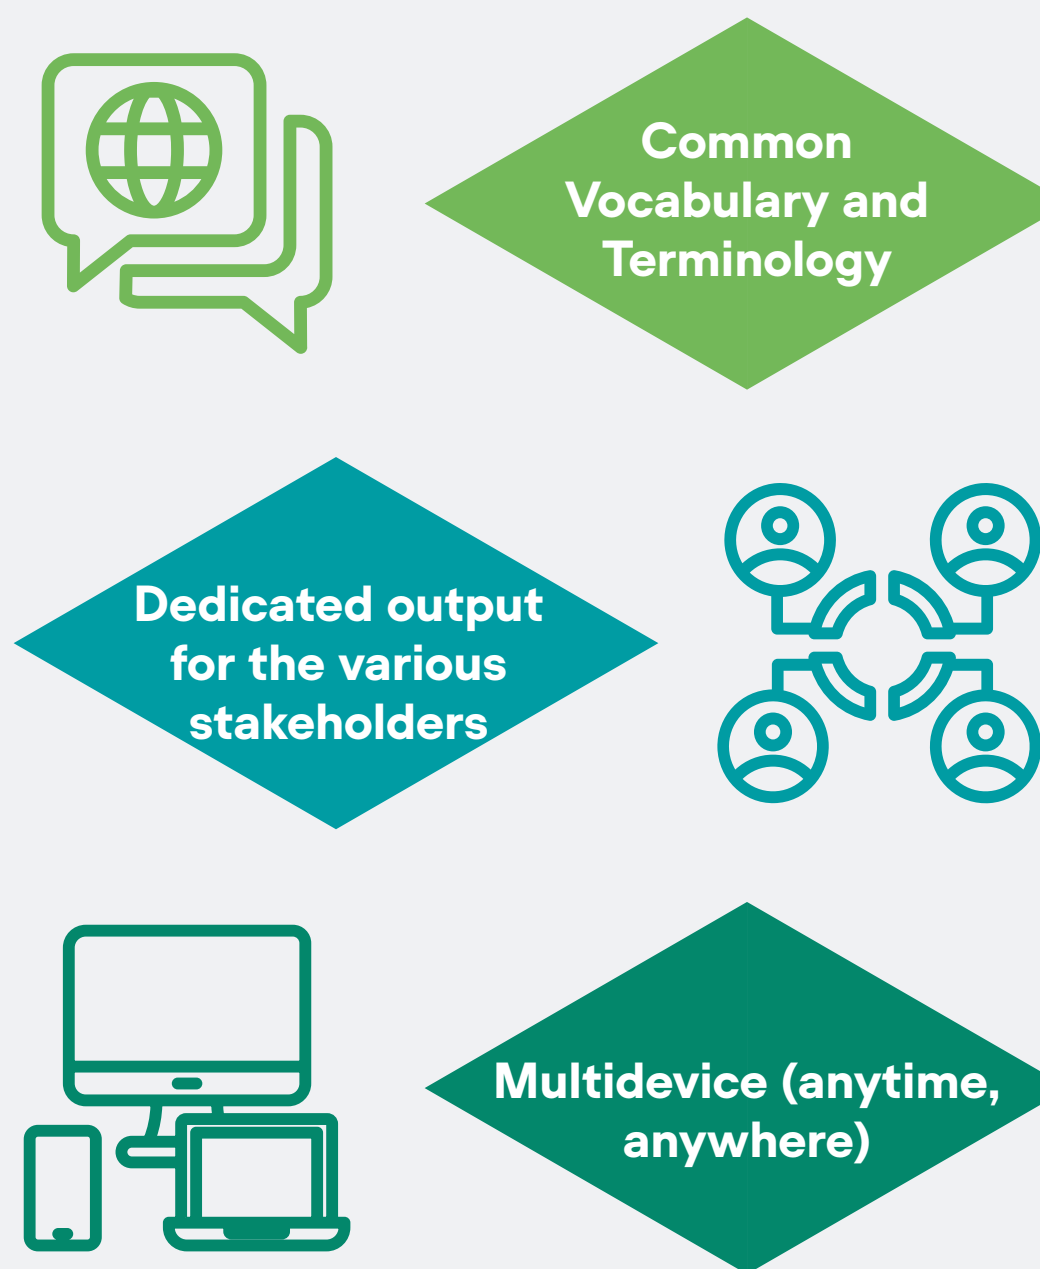 Common
Vocabulary and
Terminology
Dedicated output
for the various
stakeholders
Multidevice (anytime,
anywhere)